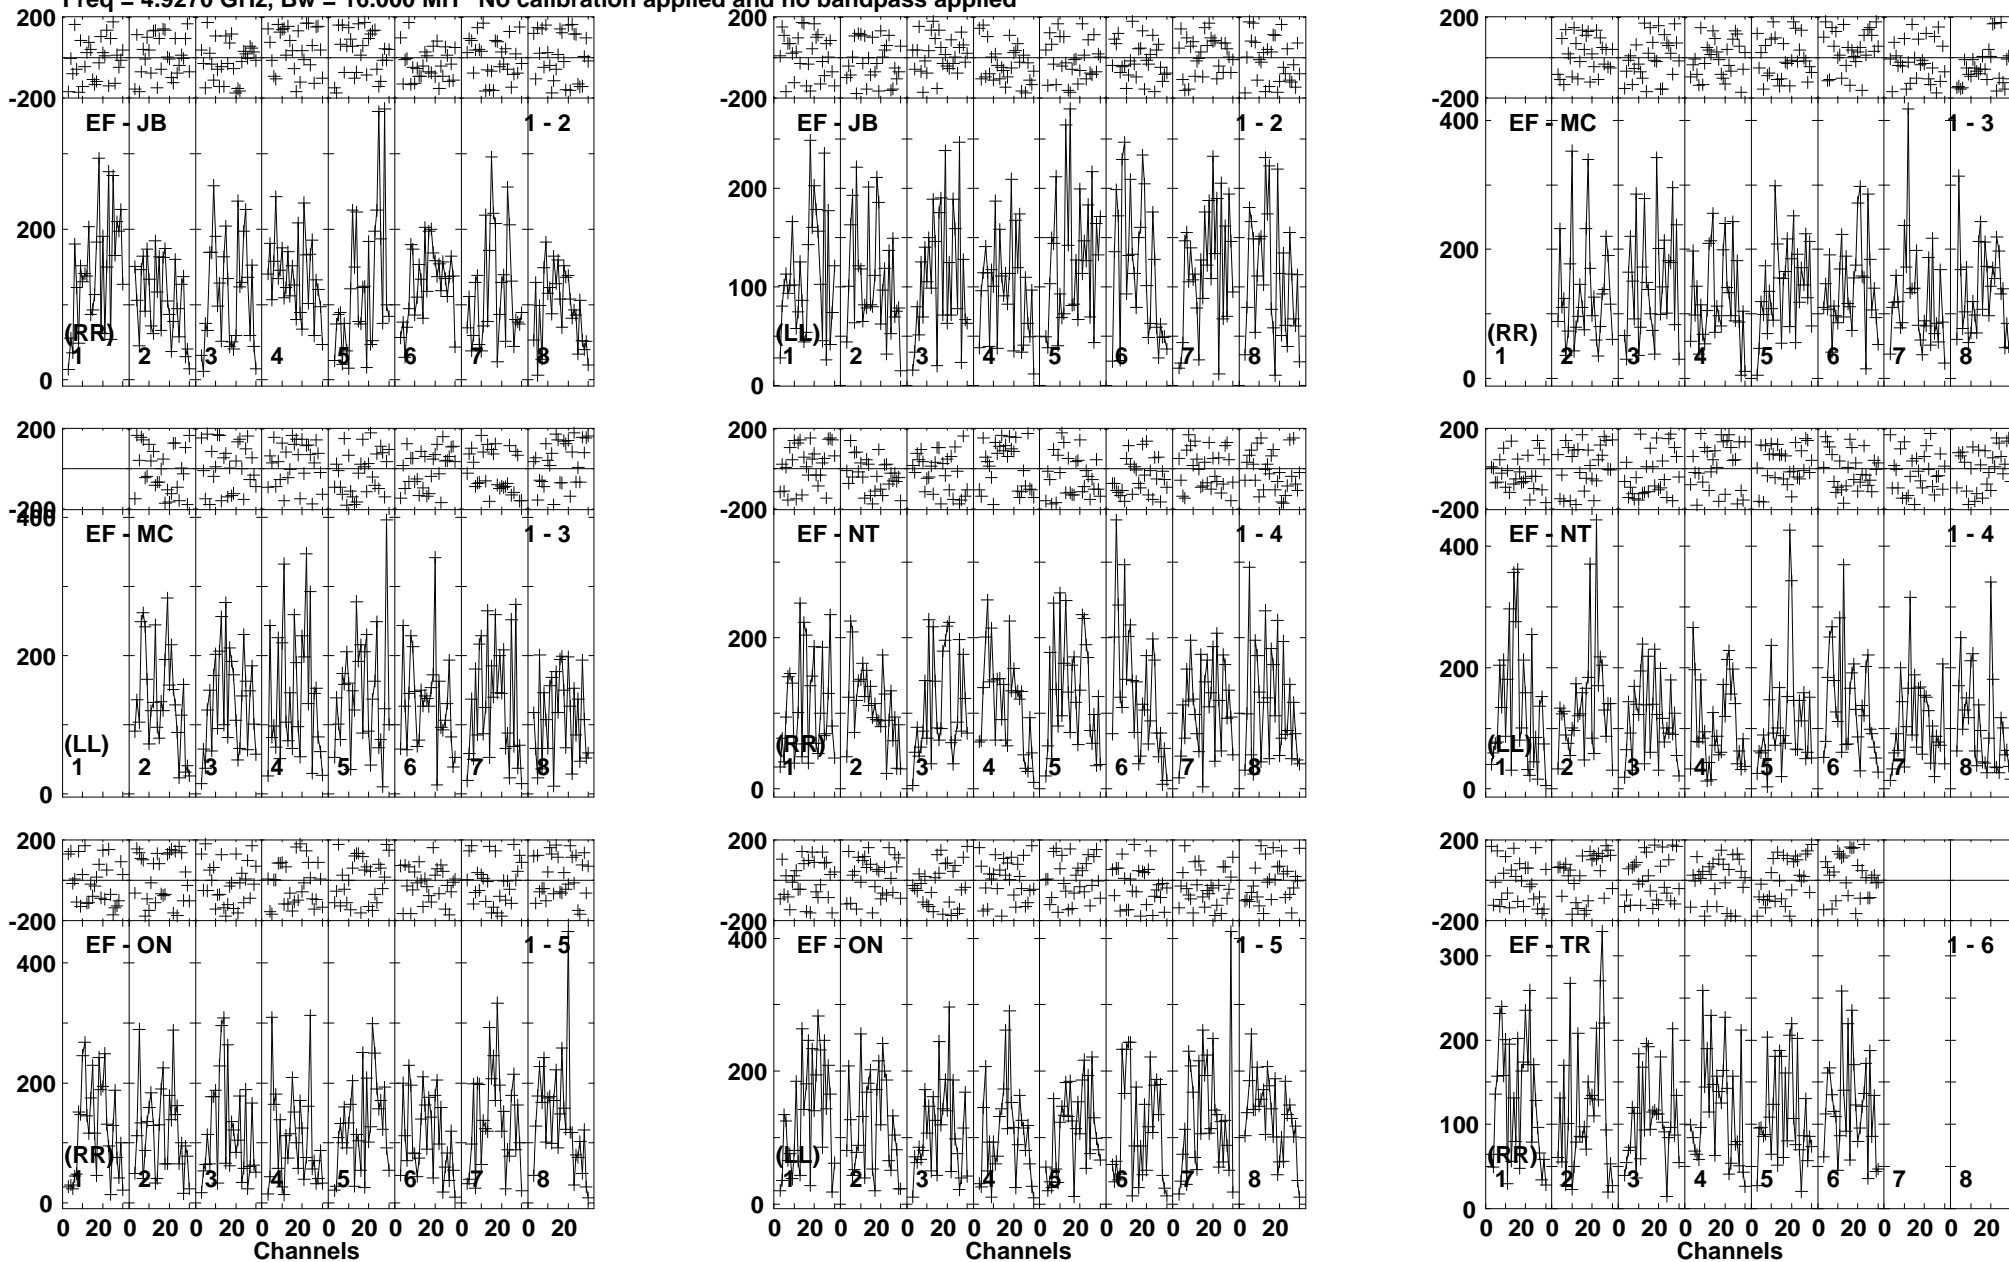 Freq = 4.9270 GHz, Bw = 16.000 MH No calibration applied and no bandpass applied
200 200 200
-200 -200 -200
EF - JB 1 - 2 EF - JB 1 - 2 EF - MC 1 - 3
400
200 200 200
100
(RR) (LL) (RR)
1 2 3 4 5 6 7 8 1 2 3 4 5 6 7 8 1 2 3 4 5 6 7 8
0 0 0
200 200 200
-200 -200 -200
400
EF - MC 1 - 3 EF - NT 1 - 4 EF - NT 1 - 4
400
200 200 200
(LL) (RR) (LL)
1 2 3 4 5 6 7 8 1 2 3 4 5 6 7 8 1 2 3 4 5 6 7 8
0 0 0
200 200 200
-200 -200 -200
EF - ON 1 - 5 EF - ON 1 - 5 EF - TR 1 - 6
400 400 300
200 200 200
100
(RR) (LL) (RR)
1 2 3 4 5 6 7 8 1 2 3 4 5 6 7 8 1 2 3 4 5 6 7 8
0 0 0
0 20 0 20 0 20 0 20 0 20 0 20 0 20 0 20 0 20 0 20 0 20 0 20 0 20 0 20 0 20 0 20 0 20 0 20 0 20 0 20 0 20 0 20 0 20 0 20
Channels Channels Channels